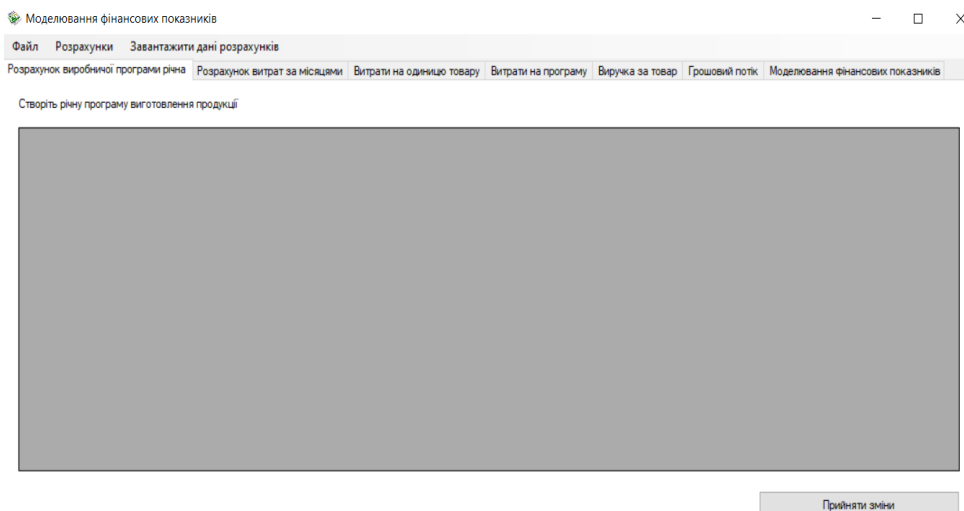 Моделювання фінансових показників
Файл Розрахунки Завантажити дані розрахунків
Розрахунок виробничої програми річна Розрахунок витрат за місяцями Витрати на одиницю товару Витрати на програму Виручка за товар Грошовий потік Моделювання фінансових показників
Створіть річну програму виготовлення продукції
Прийняти зміни